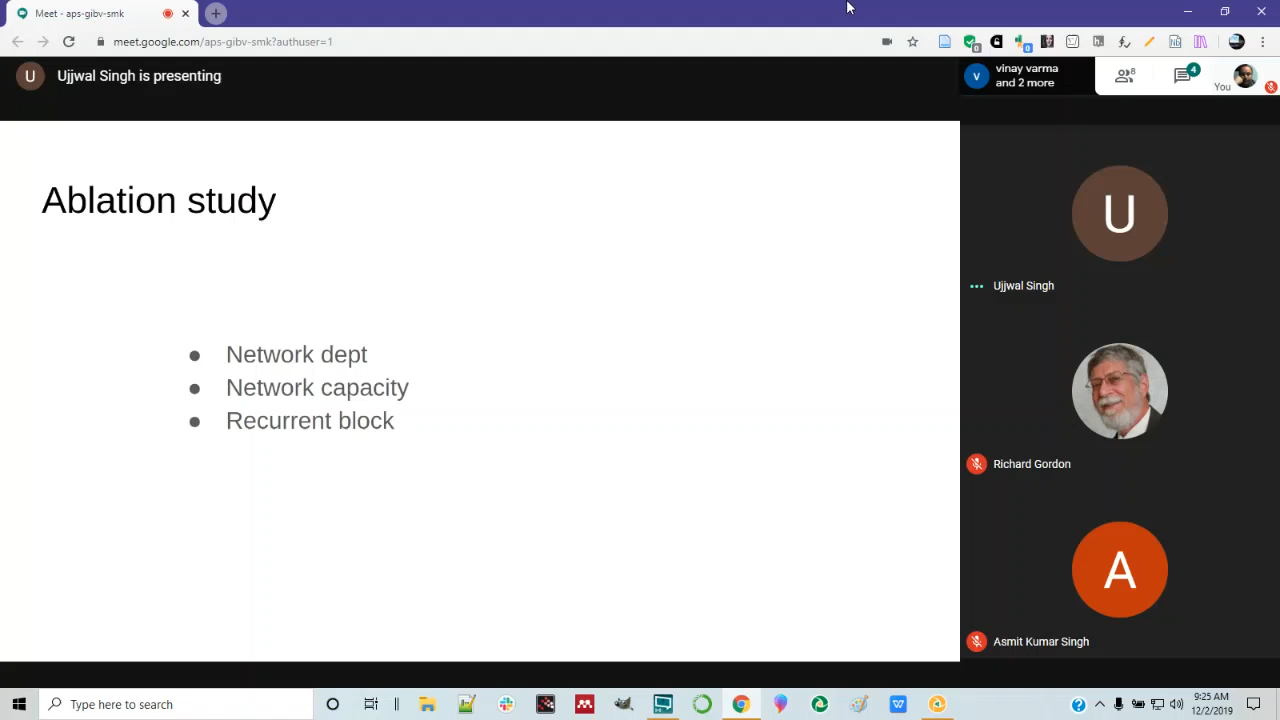 Meet - aps-gibv-smk
meet.google.com/aps-gibv-smk?authuser=1
U
Ujjwal Singh is presenting
v
vinay varma
and 2 more
8
4
You
Ablation study
● Network dept
● Network capacity
● Recurrent block
U
Ujjwal Singh
Richard Gordon
A
Asmit Kumar Singh
Type here to search
9:25 AM
12/2/2019